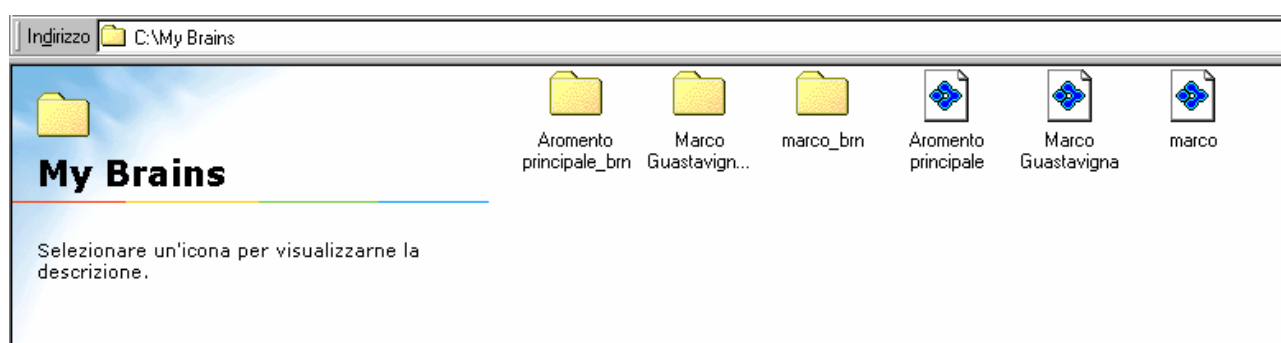 Indirizzo C:\My Brains
Aromento
principale_brn
Marco
Guastavign...
marco_brn
Aromento
principale
Marco
Guastavigna
marco
My Brains
Selezionare un'icona per visualizzarne la
descrizione.